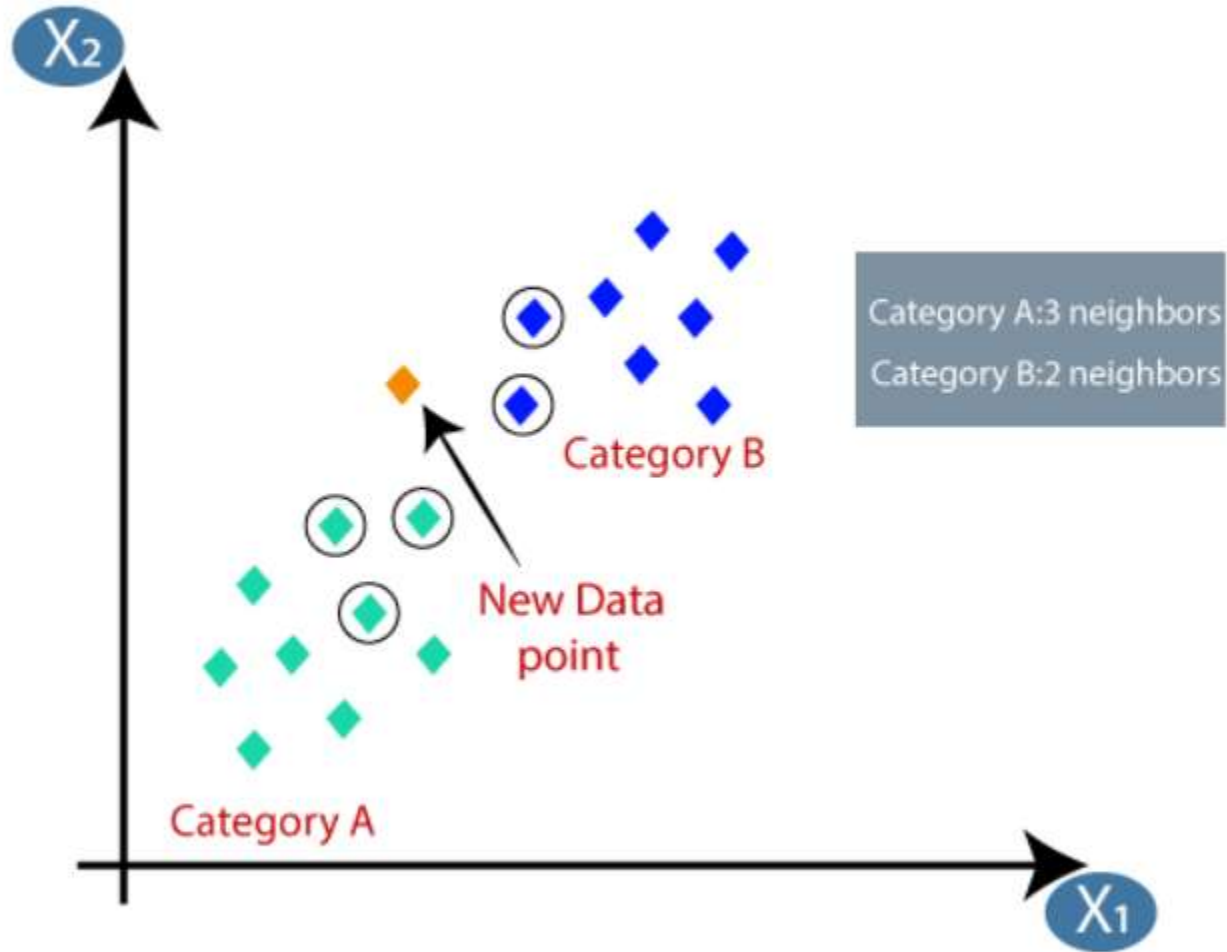 X2
Category A:3 neighbors
Category B:2 neighbors
Category B
New Data
point
Category A
X1